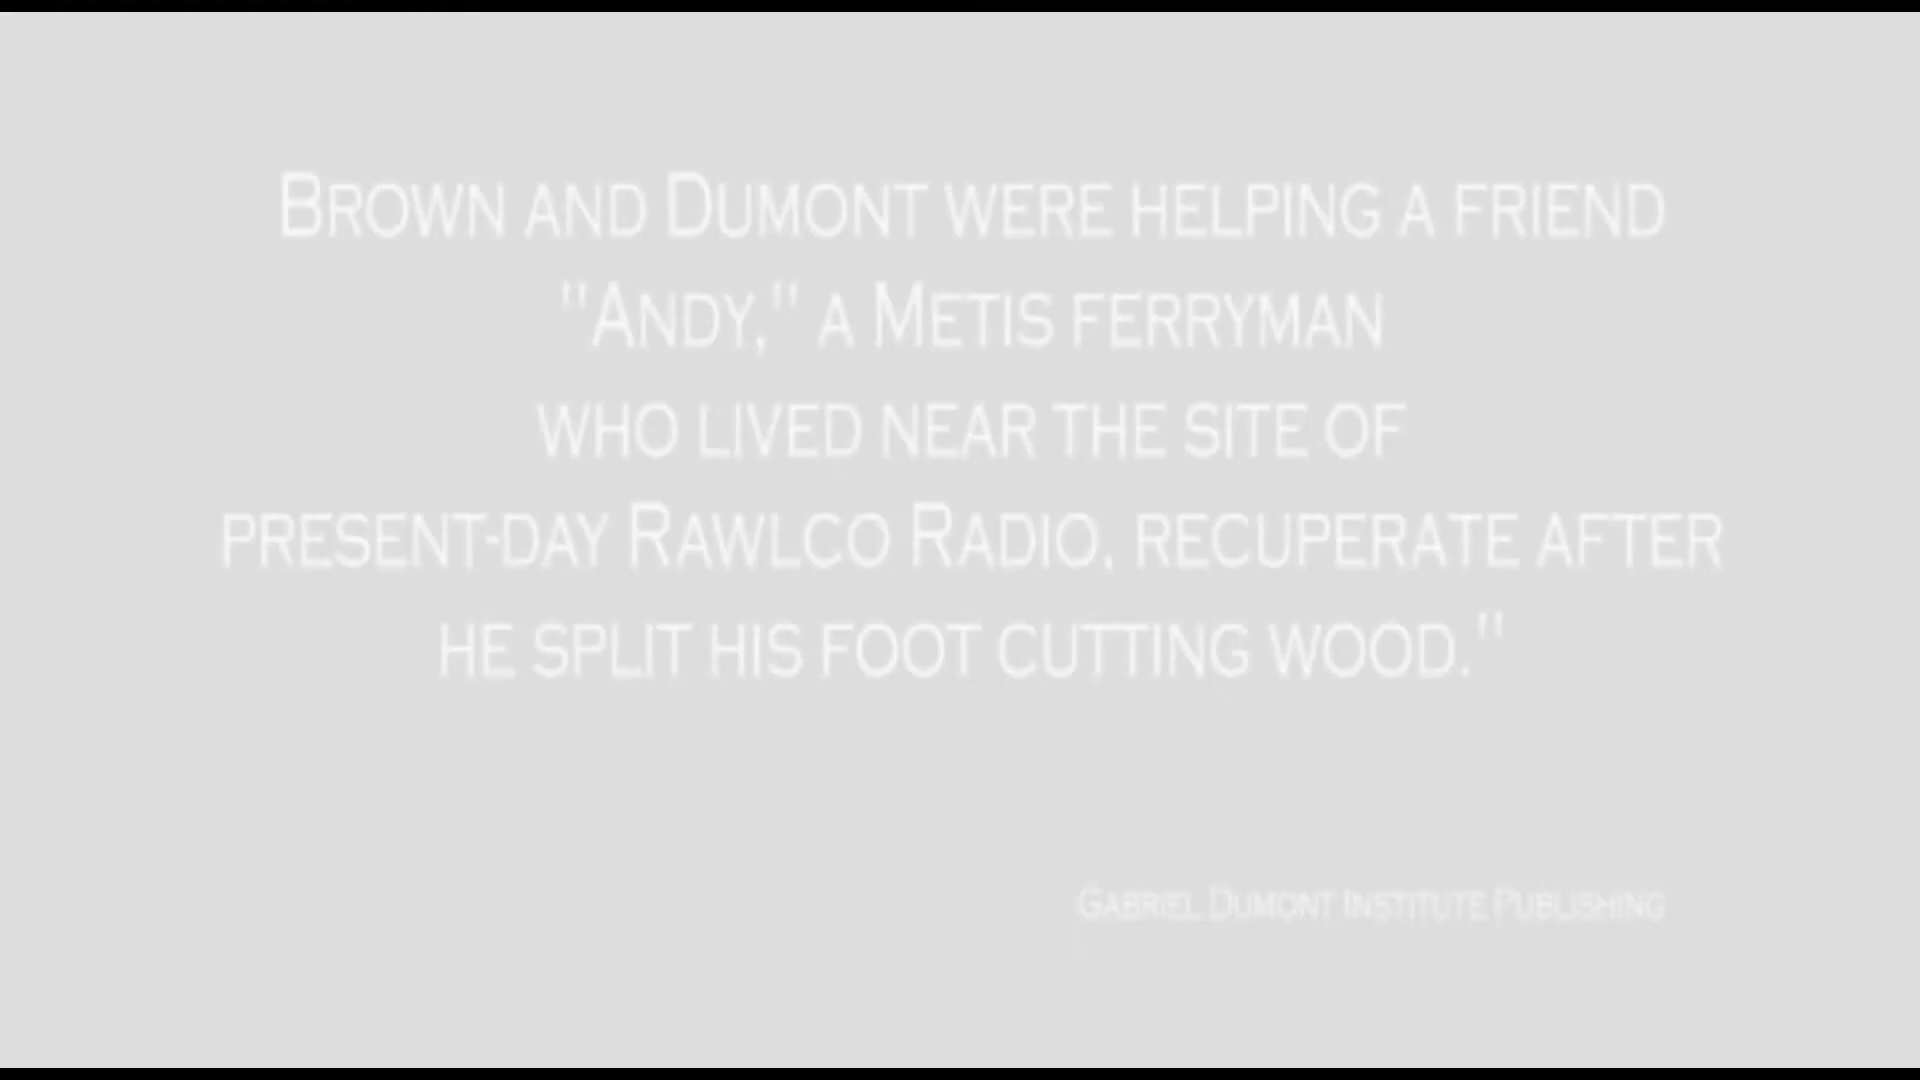 Brown and Dumont were helping a friend
"Andy," a Metis ferryman
who lived near the site of
present-day Rawlco Radio, recuperate after
he split his foot cutting wood."
Gabriel Dumont Institute Publishing